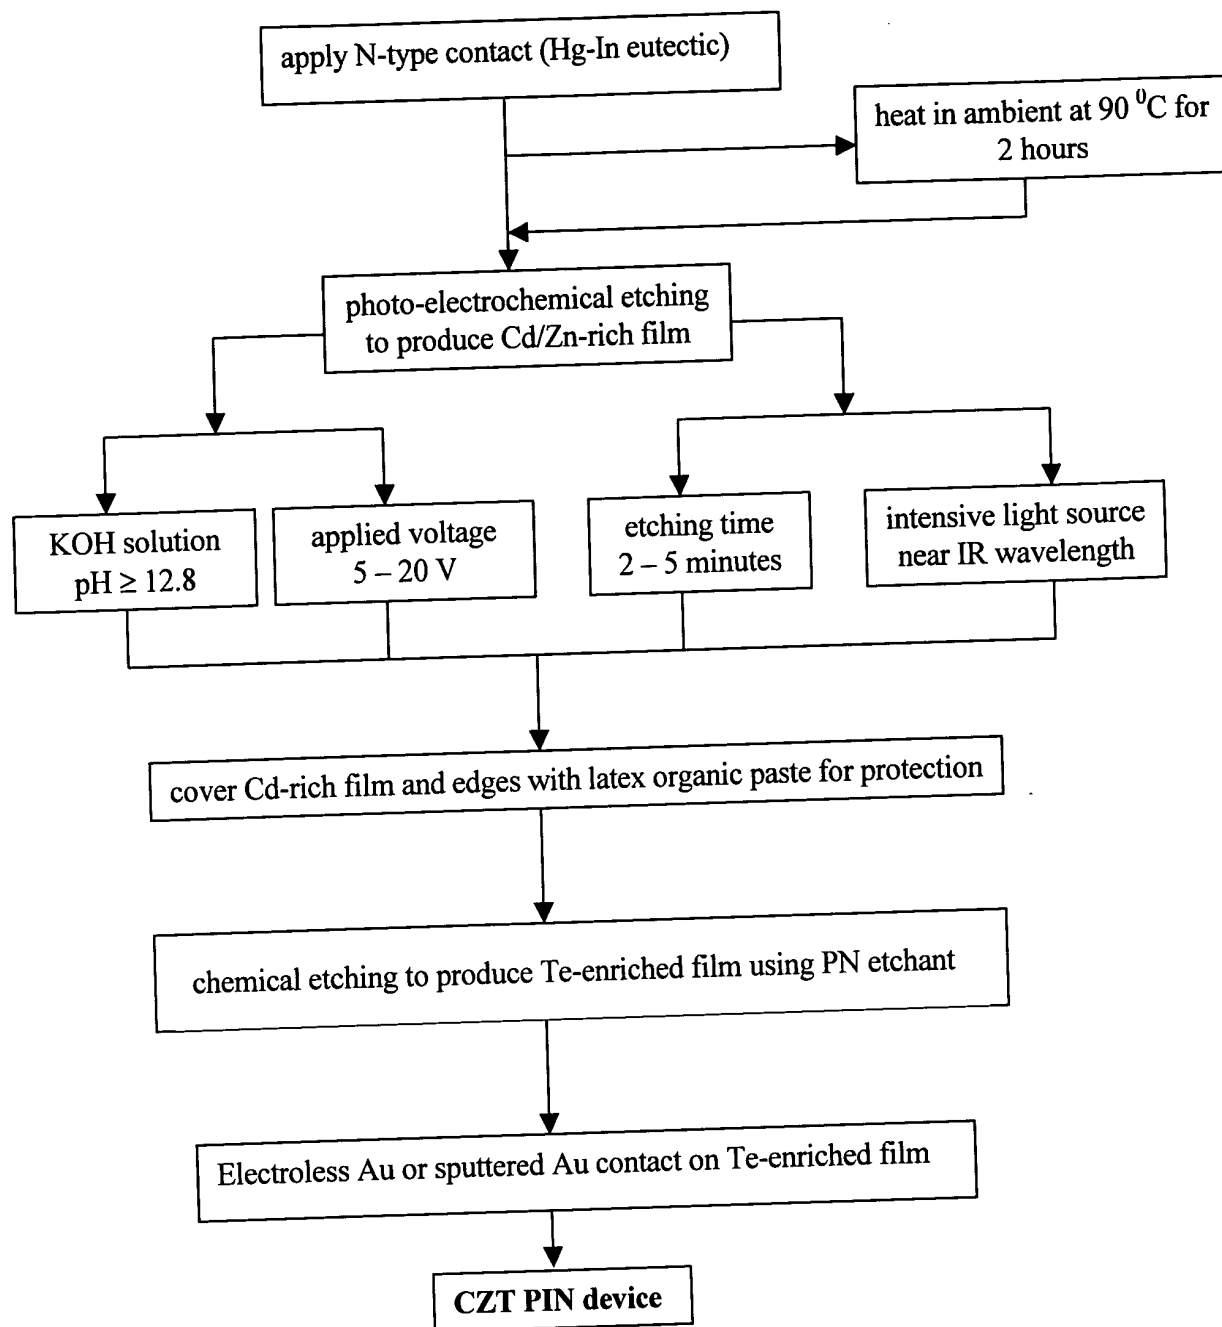 apply N-type contact (Hg-In eutectic)
heat in ambient at 90 ⁰C for
2 hours
photo-electrochemical etching
to produce Cd/Zn-rich film
KOH solution
pH ≥ 12.8
applied voltage
5 – 20 V
etching time
2 – 5 minutes
intensive light source
near IR wavelength
cover Cd-rich film and edges with latex organic paste for protection
chemical etching to produce Te-enriched film using PN etchant
Electroless Au or sputtered Au contact on Te-enriched film
CZT PIN device